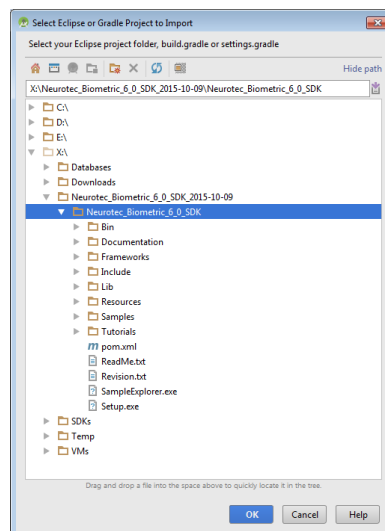 Select Eclipse or Gradle Project to Import
Select your Eclipse project folder, build.gradle or settings.gradle
Hide path
X:\Neurotec_Biometric_6_0_SDK_2015-10-09\Neurotec_Biometric_6_0_SDK
C:\
D:\
E:\
X:\
Databases
Downloads
Neurotec_Biometric_6_0_SDK_2015-10-09
Neurotec_Biometric_6_0_SDK
Bin
Documentation
Frameworks
Include
Lib
Resources
Samples
Tutorials
m pom.xml
ReadMe.txt
Revision.txt
SampleExplorer.exe
Setup.exe
SDKs
Temp
VMs
Drag and drop a file into the space above to quickly locate it in the tree.
OK Cancel Help